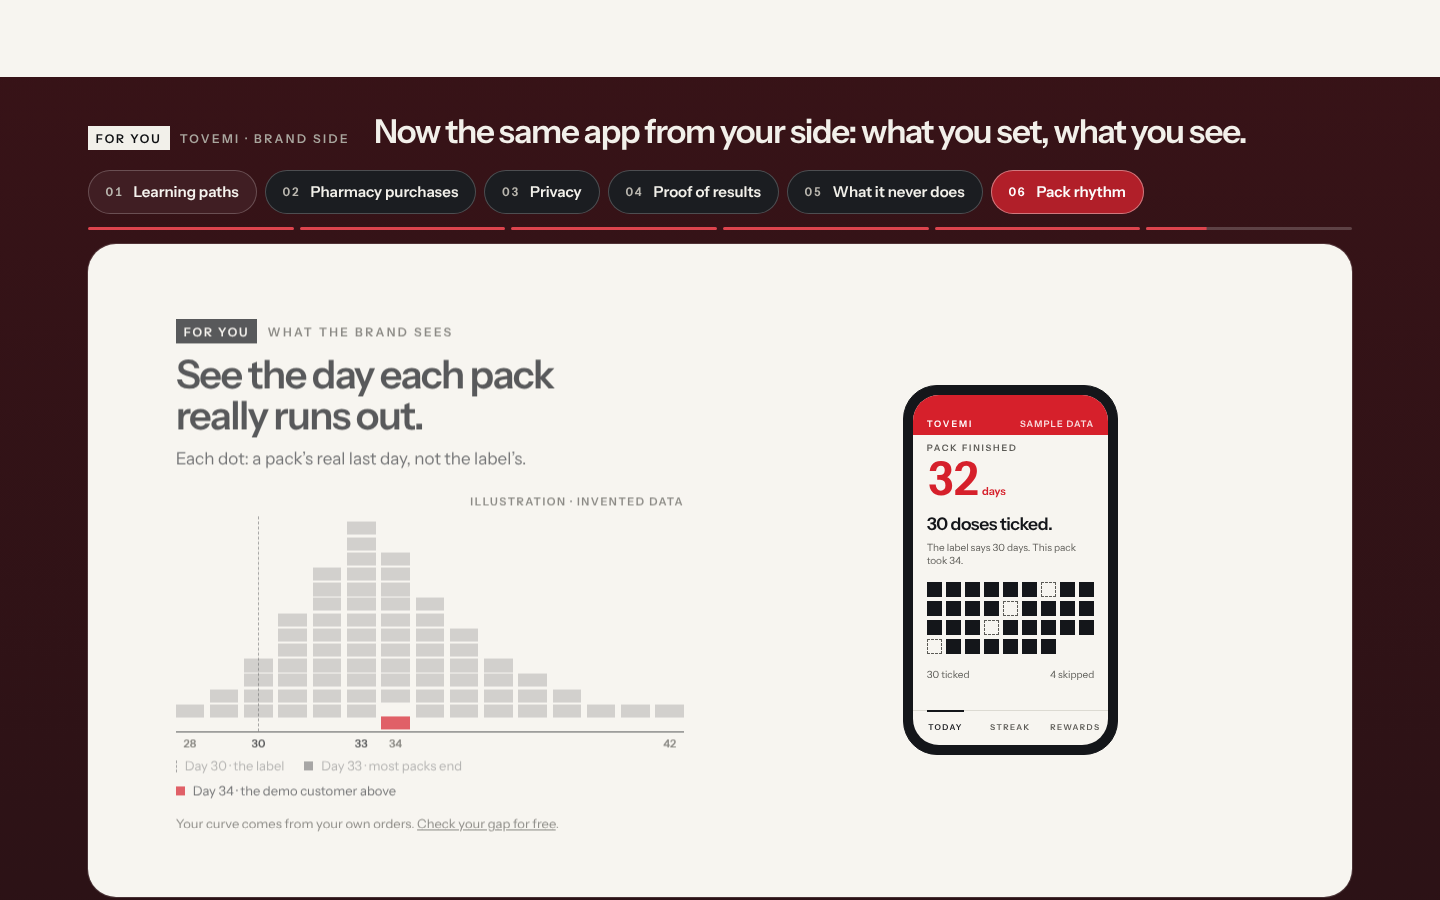 FOR YOU TOVEMI · BRAND SIDE Now the same app from your side: what you set, what you see.
01 Learning paths 02 Pharmacy purchases 03 Privacy 04 Proof of results 05 What it never does 06 Pack rhythm
FOR YOU WHAT THE BRAND SEES
See the day each pack
really runs out.
Each dot: a pack’s real last day, not the label’s.
ILLUSTRATION · INVENTED DATA
28 30 33 34 42
Day 30 · the label Day 33 · most packs end
Day 34 · the demo customer above
Your curve comes from your own orders. Check your gap for free.
TOVEMI SAMPLE DATA
PACK FINISHED
32 days
30 doses ticked.
The label says 30 days. This pack
took 34.
30 ticked 4 skipped
TODAY STREAK REWARDS